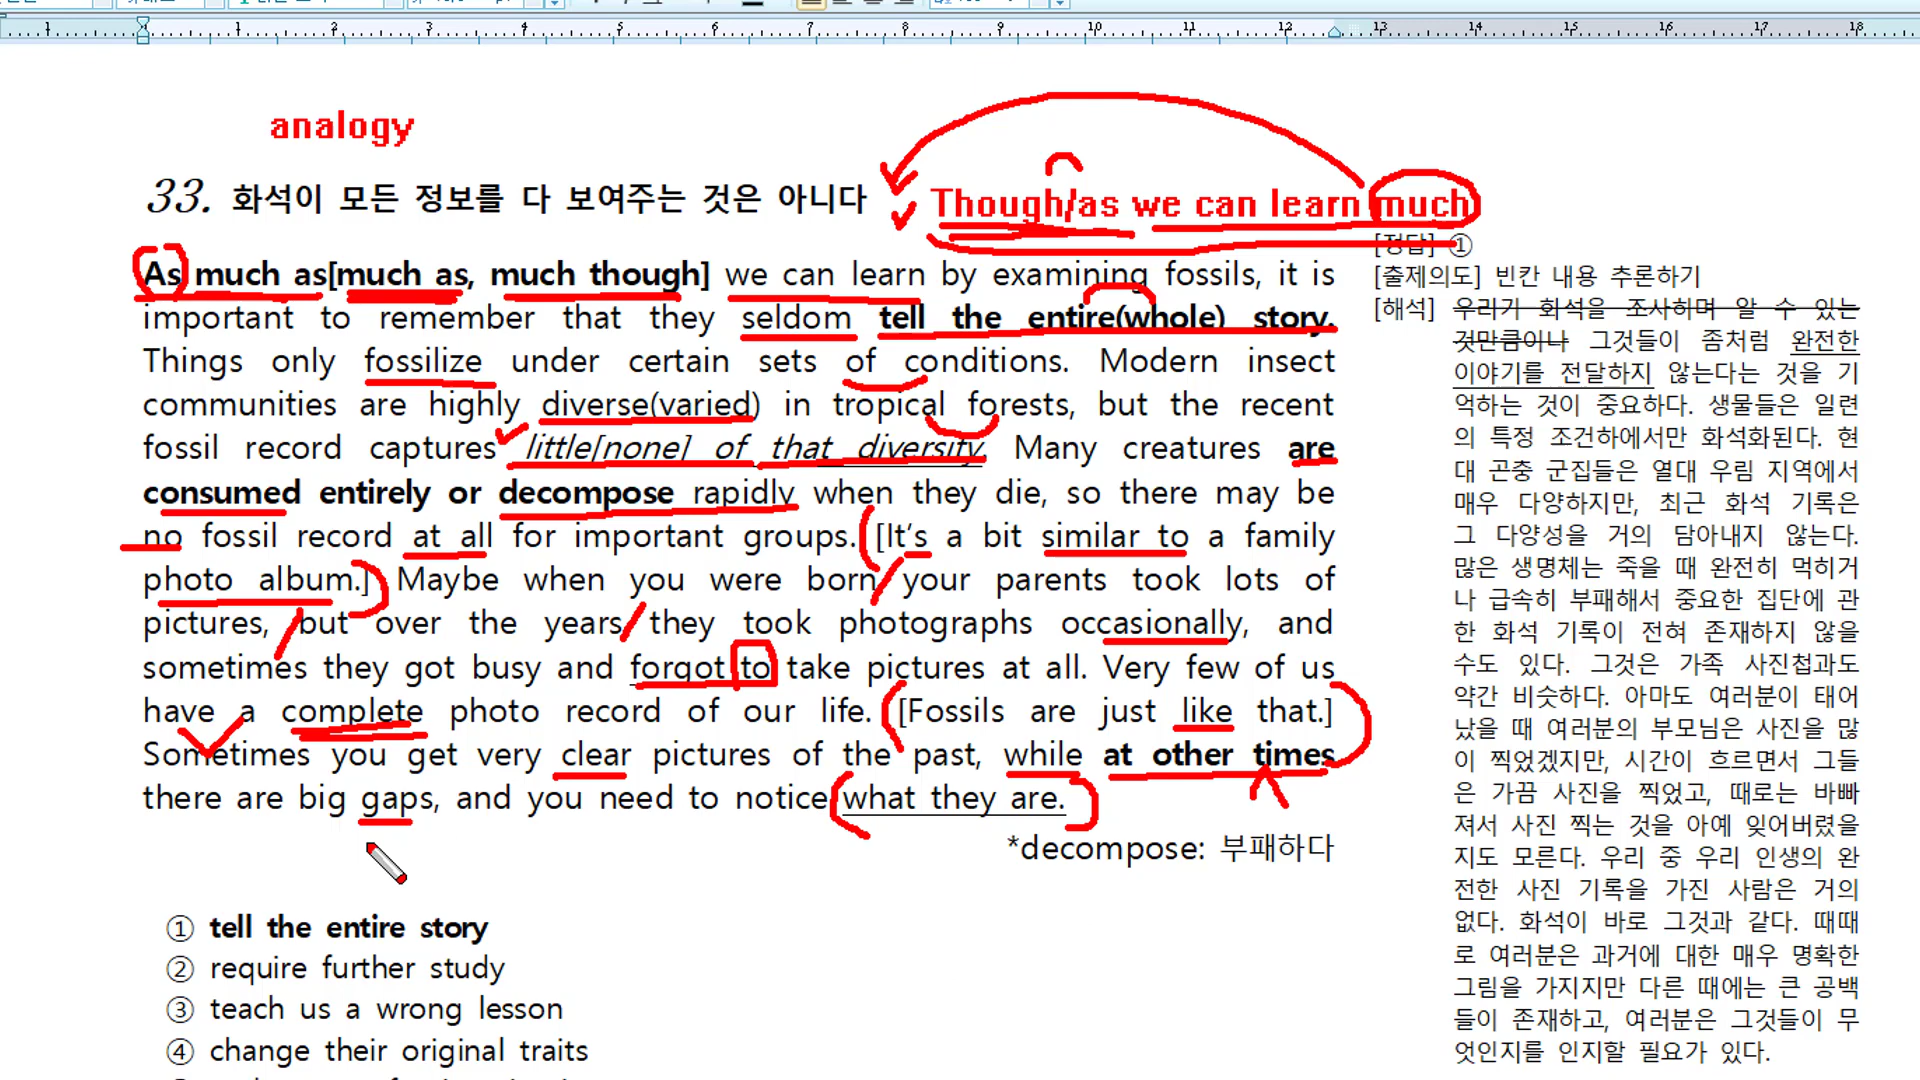 1 1 2 3 4 5 6 7 8 9 10 11 12 13 14 15 16 17 18
analogy
33. 화석이 모든 정보를 다 보여주는 것은 아니다
Though/as we can learn much
As much as[much as, much though] we can learn by examining fossils, it is
important to remember that they seldom tell the entire(whole) story.
Things only fossilize under certain sets of conditions. Modern insect
communities are highly diverse(varied) in tropical forests, but the recent
fossil record captures little[none] of that diversity. Many creatures are
consumed entirely or decompose rapidly when they die, so there may be
no fossil record at all for important groups. [It's a bit similar to a family
photo album.] Maybe when you were born your parents took lots of
pictures, but over the years they took photographs occasionally, and
sometimes they got busy and forgot to take pictures at all. Very few of us
have a complete photo record of our life. [Fossils are just like that.]
Sometimes you get very clear pictures of the past, while at other times
there are big gaps, and you need to notice what they are.
*decompose: 부패하다
① tell the entire story
② require further study
③ teach us a wrong lesson
④ change their original traits
[정답] ①
[출제의도] 빈칸 내용 추론하기
[해석] 우리가 화석을 조사하며 알 수 있는
것만큼이나 그것들이 좀처럼 완전한
이야기를 전달하지 않는다는 것을 기
억하는 것이 중요하다. 생물들은 일련
의 특정 조건하에서만 화석화된다. 현
대 곤충 군집들은 열대 우림 지역에서
매우 다양하지만, 최근 화석 기록은
그 다양성을 거의 담아내지 않는다.
많은 생명체는 죽을 때 완전히 먹히거
나 급속히 부패해서 중요한 집단에 관
한 화석 기록이 전혀 존재하지 않을
수도 있다. 그것은 가족 사진첩과도
약간 비슷하다. 아마도 여러분이 태어
났을 때 여러분의 부모님은 사진을 많
이 찍었겠지만, 시간이 흐르면서 그들
은 가끔 사진을 찍었고, 때로는 바빠
져서 사진 찍는 것을 아예 잊어버렸을
지도 모른다. 우리 중 우리 인생의 완
전한 사진 기록을 가진 사람은 거의
없다. 화석이 바로 그것과 같다. 때때
로 여러분은 과거에 대한 매우 명확한
그림을 가지지만 다른 때에는 큰 공백
들이 존재하고, 여러분은 그것들이 무
엇인지를 인지할 필요가 있다.